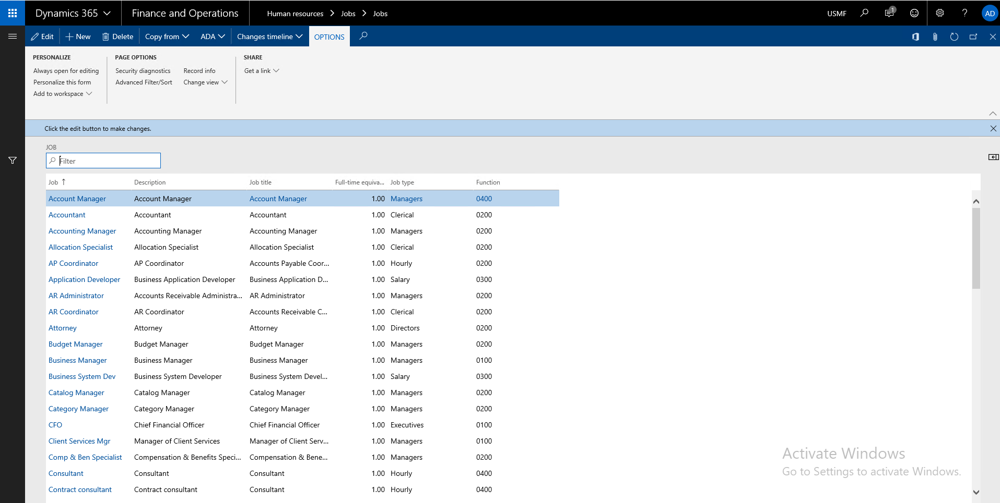 Dynamics 365 Finance and Operations Human resources Jobs Jobs USMF 1 ? AD
Edit New Delete Copy from ADA Changes timeline OPTIONS
PERSONALIZE PAGE OPTIONS SHARE
Always open for editing Security diagnostics Record info Get a link
Personalize this form Advanced Filter/Sort Change view
Add to workspace
Click the edit button to make changes.
JOB
Filter
Job Description Job title Full-time equiva... Job type Function
Account Manager Account Manager Account Manager 1.00 Managers 0400
Accountant Accountant Accountant 1.00 Clerical 0200
Accounting Manager Accounting Manager Accounting Manager 1.00 Managers 0200
Allocation Specialist Allocation Specialist Allocation Specialist 1.00 Clerical 0200
AP Coordinator AP Coordinator Accounts Payable Coor... 1.00 Hourly 0200
Application Developer Business Application Developer Business Application D... 1.00 Salary 0300
AR Administrator Accounts Receivable Administra... AR Administrator 1.00 Managers 0200
AR Coordinator AR Coordinator Accounts Receivable C... 1.00 Clerical 0200
Attorney Attorney Attorney 1.00 Directors 0200
Budget Manager Budget Manager Budget Manager 1.00 Managers 0200
Business Manager Business Manager Business Manager 1.00 Managers 0100
Business System Dev Business System Developer Business System Devel... 1.00 Salary 0300
Catalog Manager Catalog Manager Catalog Manager 1.00 Managers 0200
Category Manager Category Manager Category Manager 1.00 Managers 0200
CFO Chief Financial Officer Chief Financial Officer 1.00 Executives 0100
Client Services Mgr Manager of Client Services Manager of Client Serv... 1.00 Managers 0100
Comp & Ben Specialist Compensation & Benefits Speci... Compensation & Bene... 1.00 Managers 0200
Consultant Consultant Consultant 1.00 Hourly 0400
Contract consultant Contract consultant Consultant 1.00 Hourly 0400
Activate Windows
Go to Settings to activate Windows.